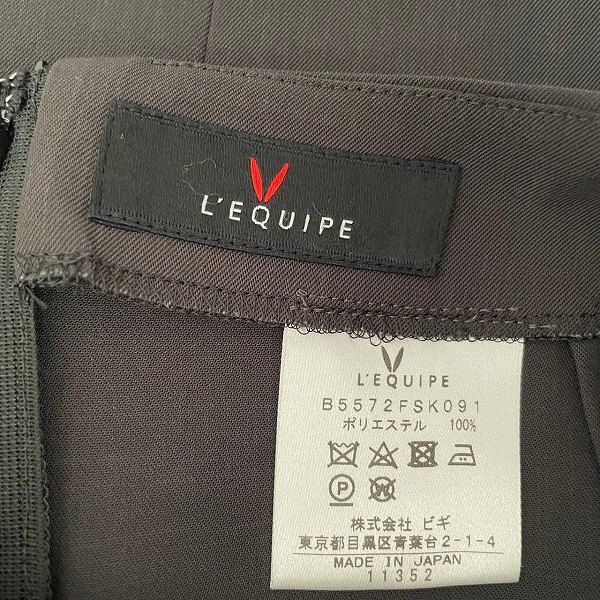 L'EQUIPE
L'EQUIPE
B5572FSK091
ポリエステル 100%
P W
株式会社 ビギ
東京都目黒区青葉台2-1-4
MADE IN JAPAN
11352